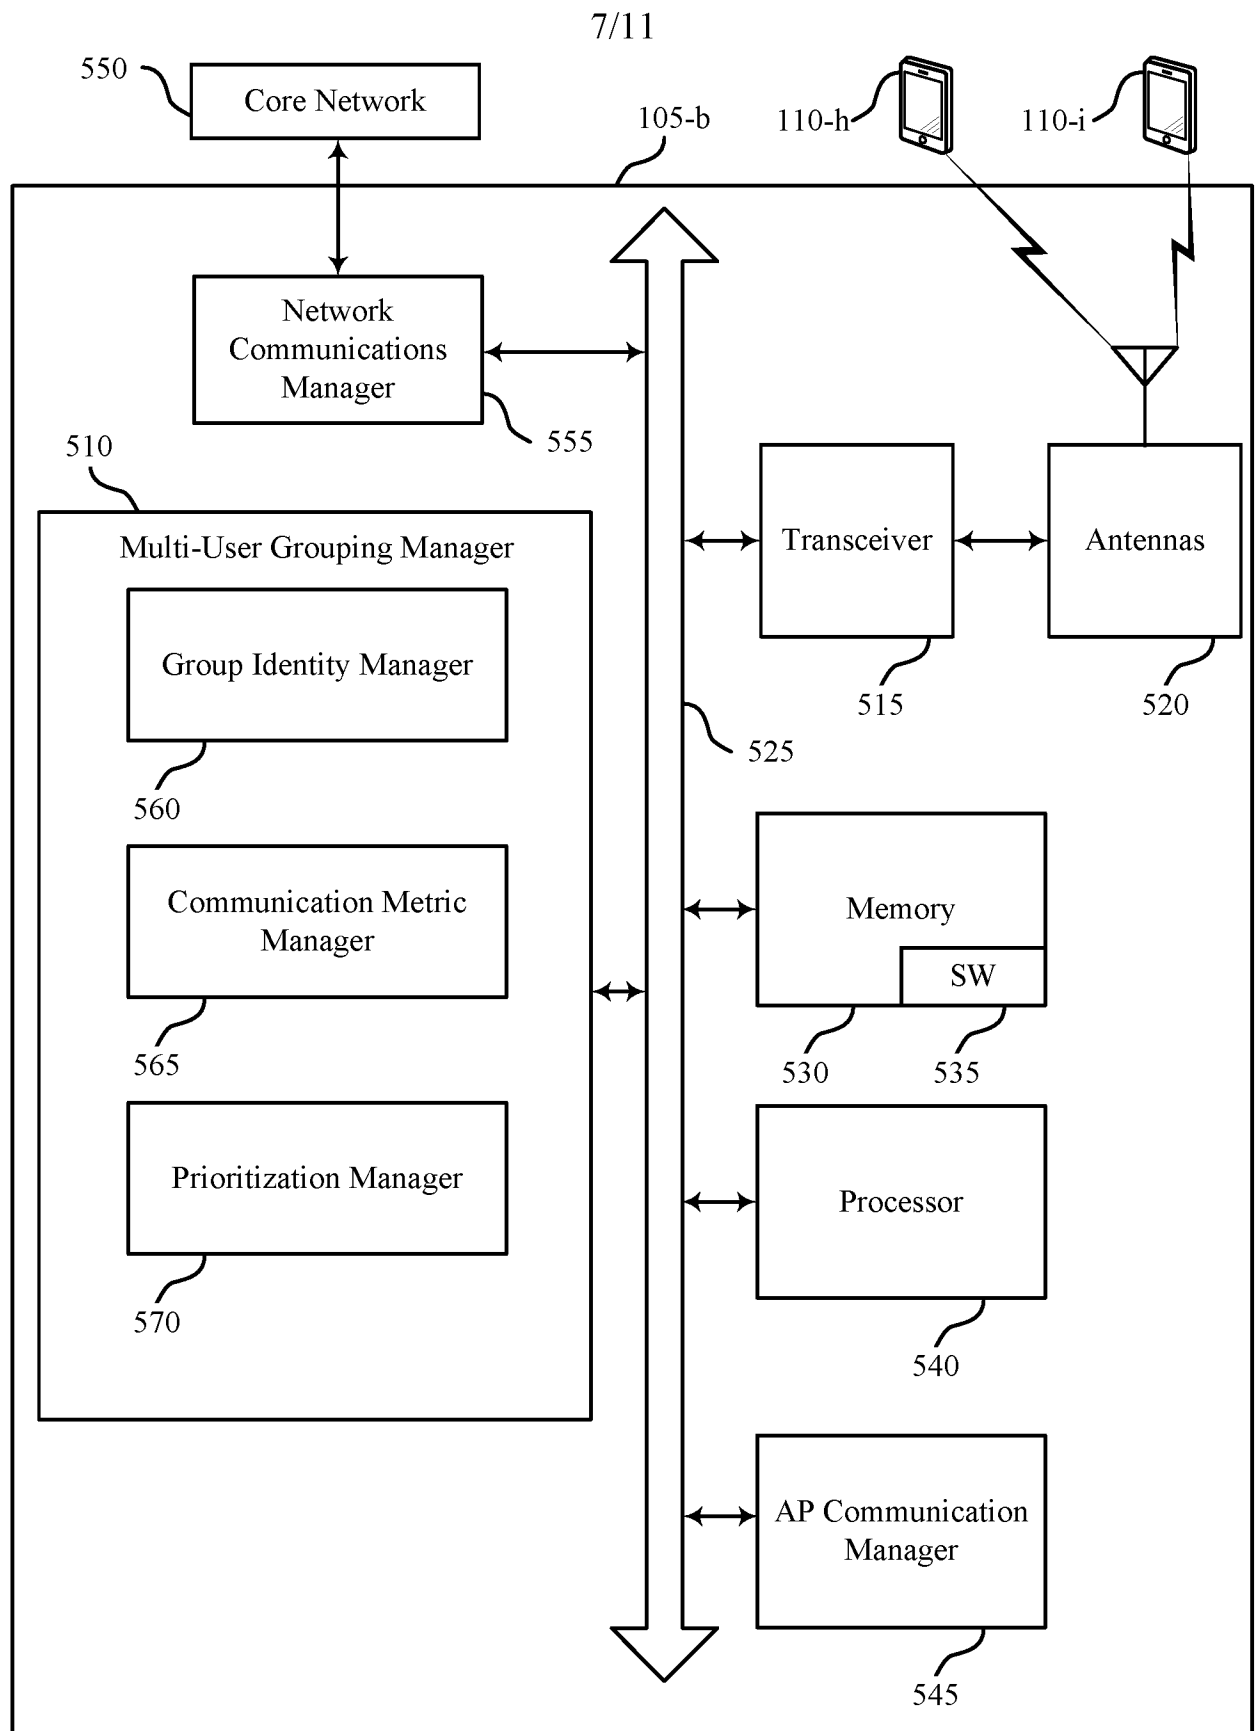 7/11
550
Core Network
105-b
110-h
110-i
Network
Communications
Manager
555
510
Multi-User Grouping Manager
Transceiver
Antennas
Group Identity Manager
515
520
525
560
Communication Metric
Manager
Memory
SW
565
530
535
Prioritization Manager
Processor
570
540
AP Communication
Manager
545